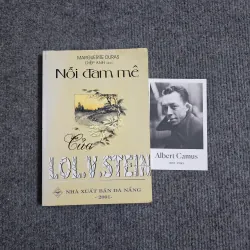 MARGUERITE DURAS
Nỗi đam mê
Của
LOL.V.STEIN
NHÀ XUẤT BẢN ĐÀ NẴNG
Albert Camus